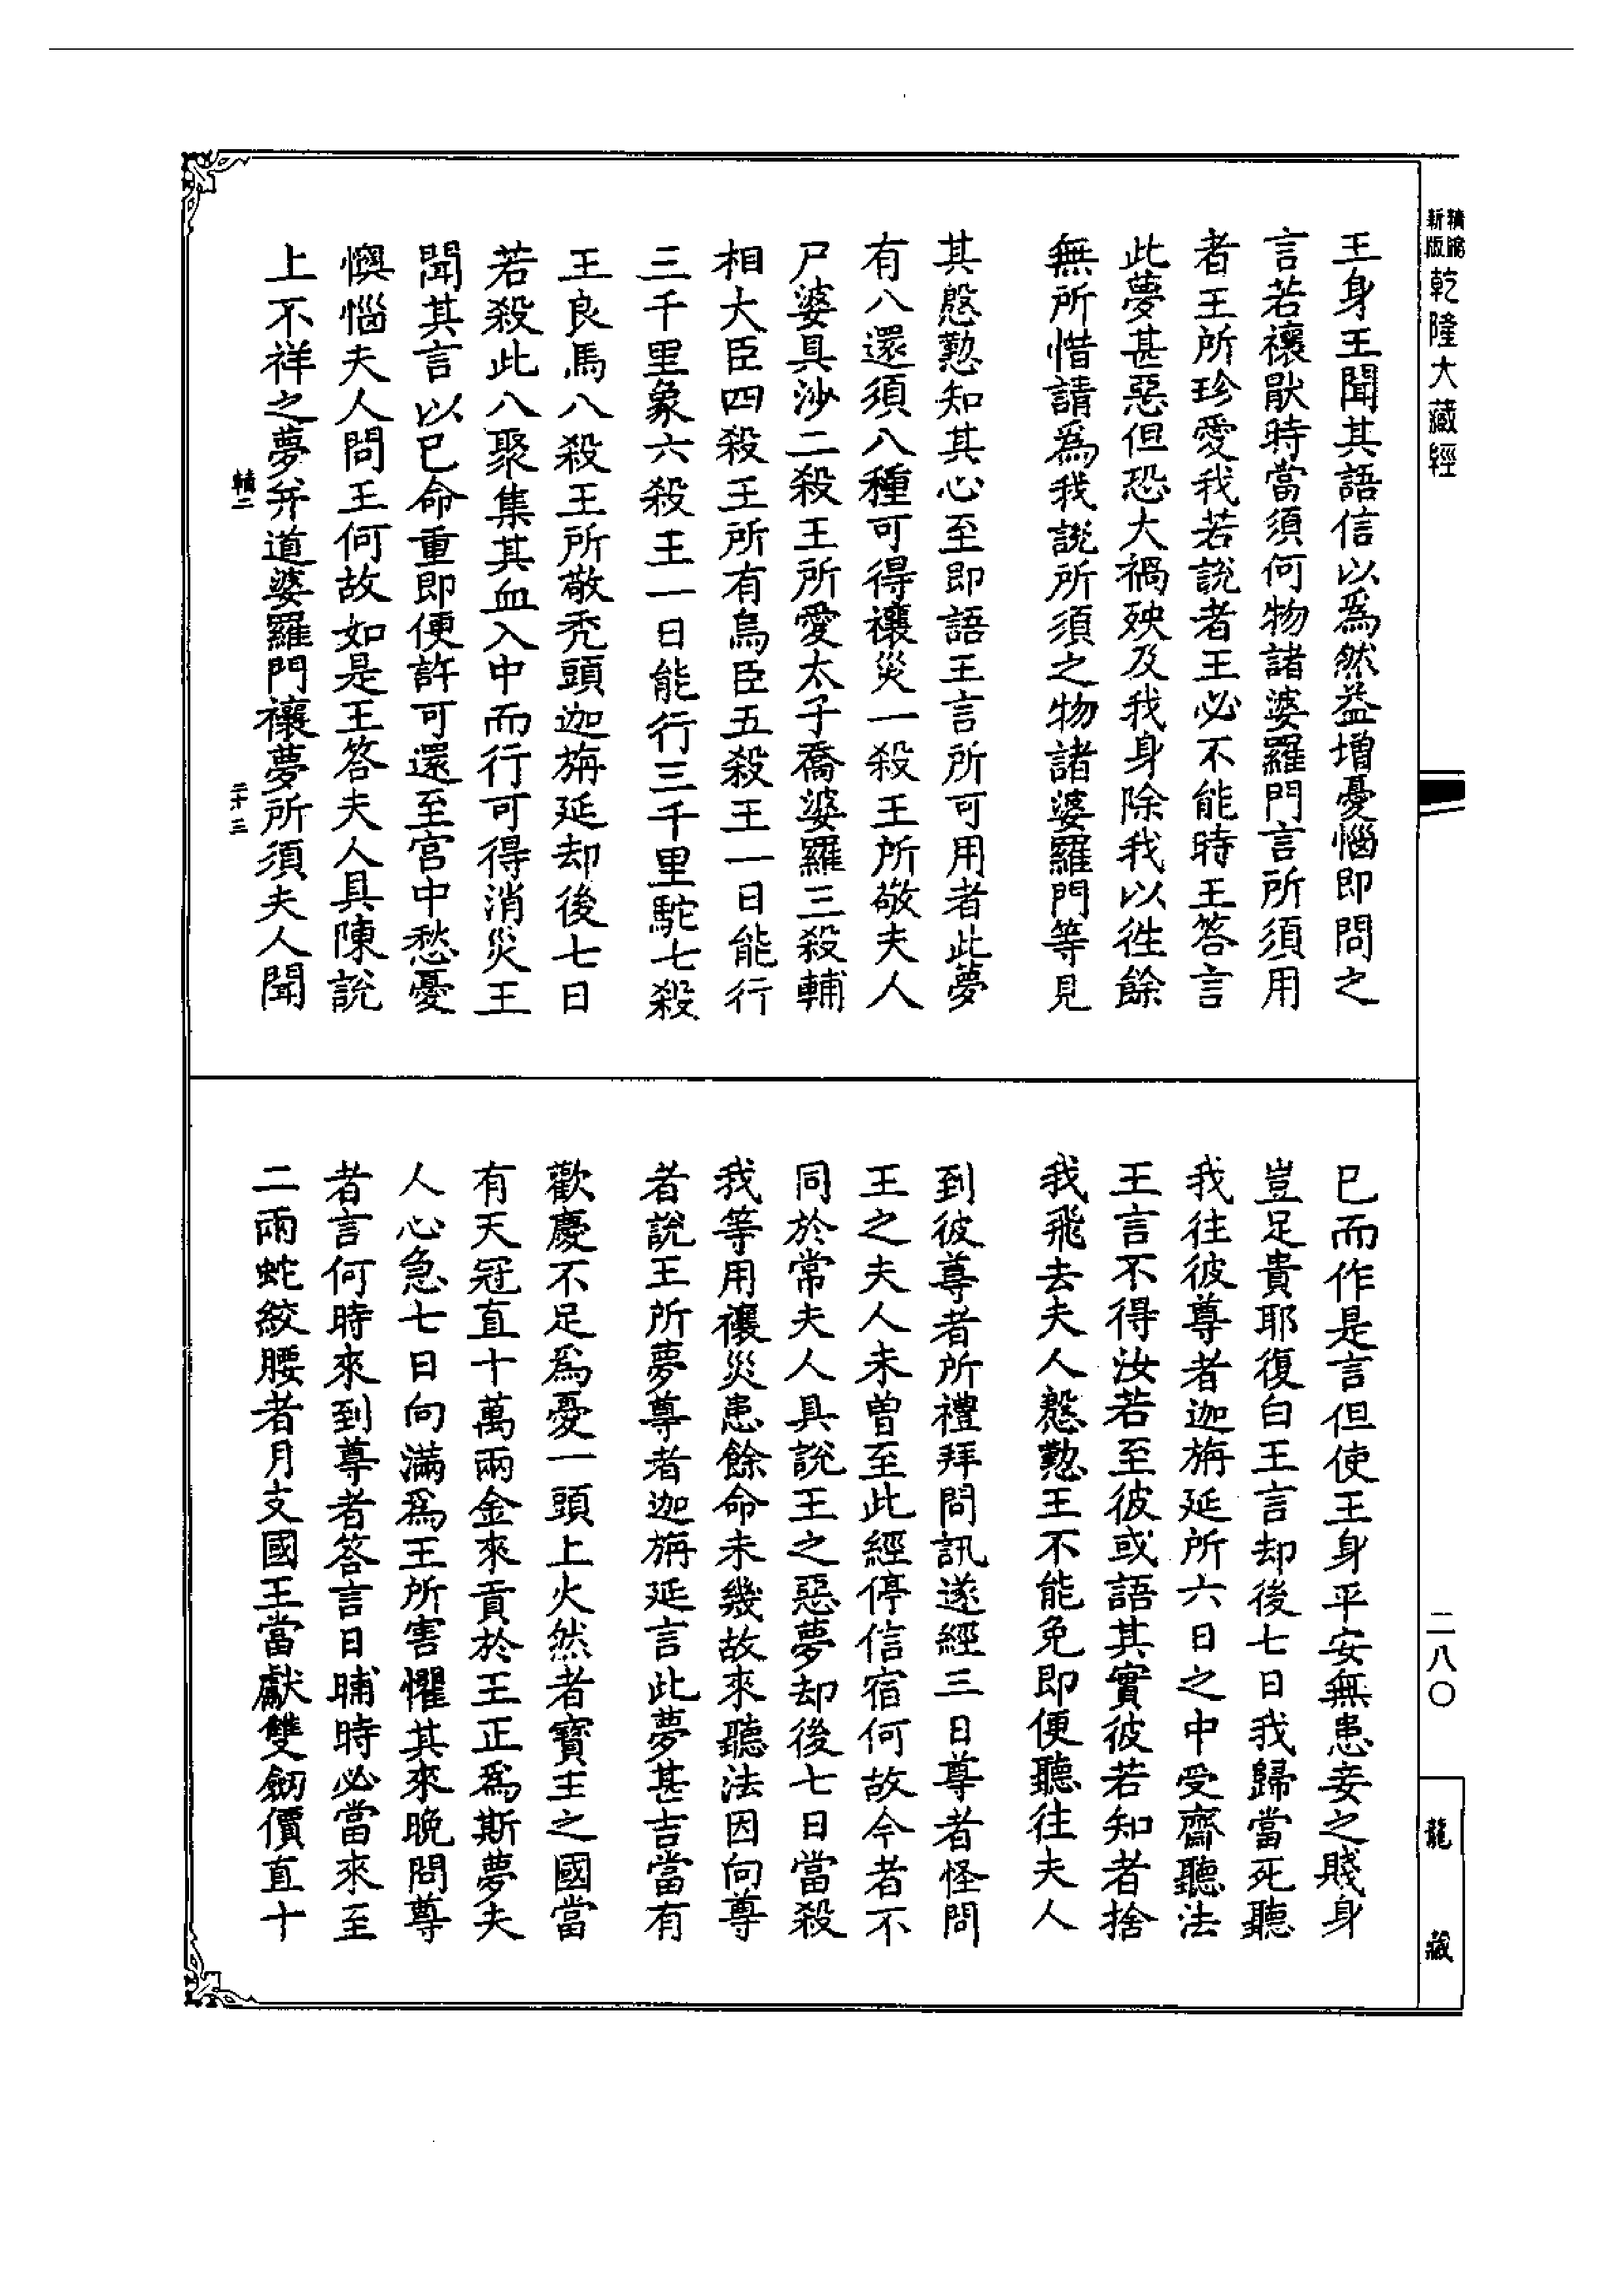 新版精縮乾隆大藏經
王身王聞其語信以爲然益增憂惱即問之
言若禳厭時當須何物諸婆羅門言所須用
者王所珍愛我若說者王必不能時王答言
此夢甚惡但恐大禍殃及我身除我以徃餘
無所惜請爲我說所須之物諸婆羅門等見
其慇懃知其心至即語王言所可用者此夢
有八還須八種可得禳災一殺王所敬夫人
尸婆具沙二殺王所愛太子喬婆羅三殺輔
相大臣四殺王所有烏臣五殺王一日能行
三千里象六殺王一日能行三千里駝七殺
王良馬八殺王所敬禿頭迦旃延却後七日
若殺此八聚集其血入中而行可得消災王
聞其言以已命重即便許可還至宮中愁憂
懊惱夫人問王何故如是王答夫人具陳說
上不祥之夢并道婆羅門禳夢所須夫人聞
輔二
二十三
已而作是言但使王身平安無患妾之賤身
豈足貴耶復白王言却後七日我歸當死聽
我往彼尊者迦旃延所六日之中受齋聽法
王言不得汝若至彼或語其實彼若知者捨
我飛去夫人慇懃王不能免即便聽往夫人
到彼尊者所禮拜問訊遂經三日尊者怪問
王之夫人未曾至此經停信宿何故今者不
同於常夫人具說王之惡夢却後七日當殺
我等用禳災患餘命未幾故來聽法因向尊
者說王所夢尊者迦旃延言此夢甚吉當有
歡慶不足爲憂一頭上火然者寶主之國當
有天冠直十萬兩金來貢於王正爲斯夢夫
人心急七日向滿爲王所害懼其來晚問尊
者言何時來到尊者答言日晡時必當來至
二兩蛇絞腰者月支國王當獻雙劒價直十
二八〇
龍藏